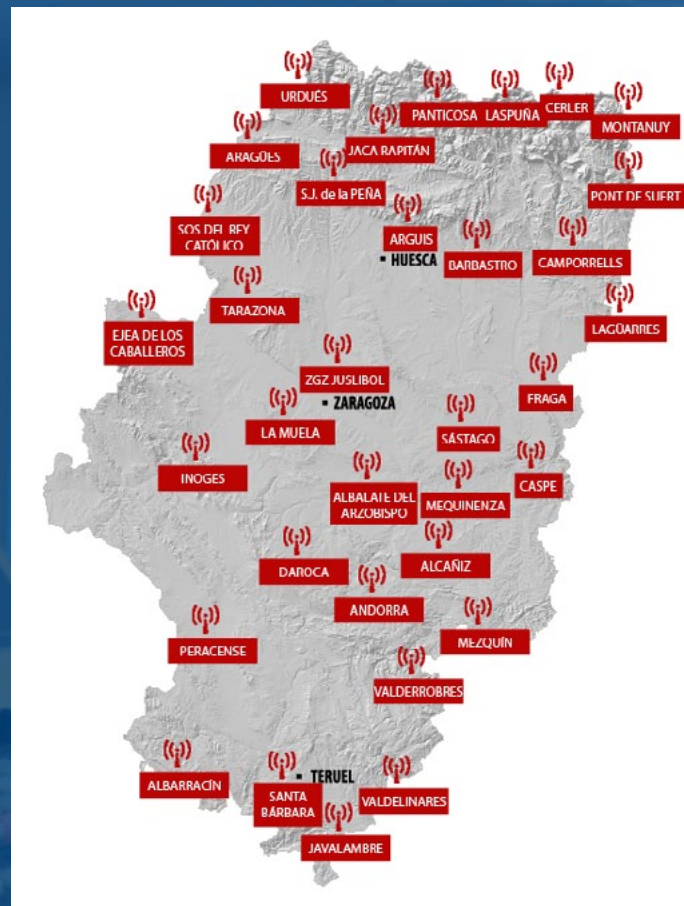 URDUÉS
PANTICOSA
LASPUÑA
CERLER
MONTANUY
ARAGÜES
JACA RAPITÁN
S.J. de la PEÑA
PONT DE SUERT
SOS DEL REY
CATÓLICO
ARGUIS
HUESCA
BARBASTRO
CAMPORRELLS
TARAZONA
EJEA DE LOS
CABALLEROS
LAGÜARRES
ZGZ JUSLIBOL
ZARAGOZA
FRAGA
LA MUELA
SÁSTAGO
INOGES
ALBALATE DEL
ARZOBISPO
MEQUINENZA
CASPE
DAROCA
ALCAÑIZ
ANDORRA
PERACENSE
MEZQUÍN
VALDERROBRES
ALBARRACÍN
TERUEL
SANTA
BÁRBARA
VALDELINARES
JAVALAMBRE